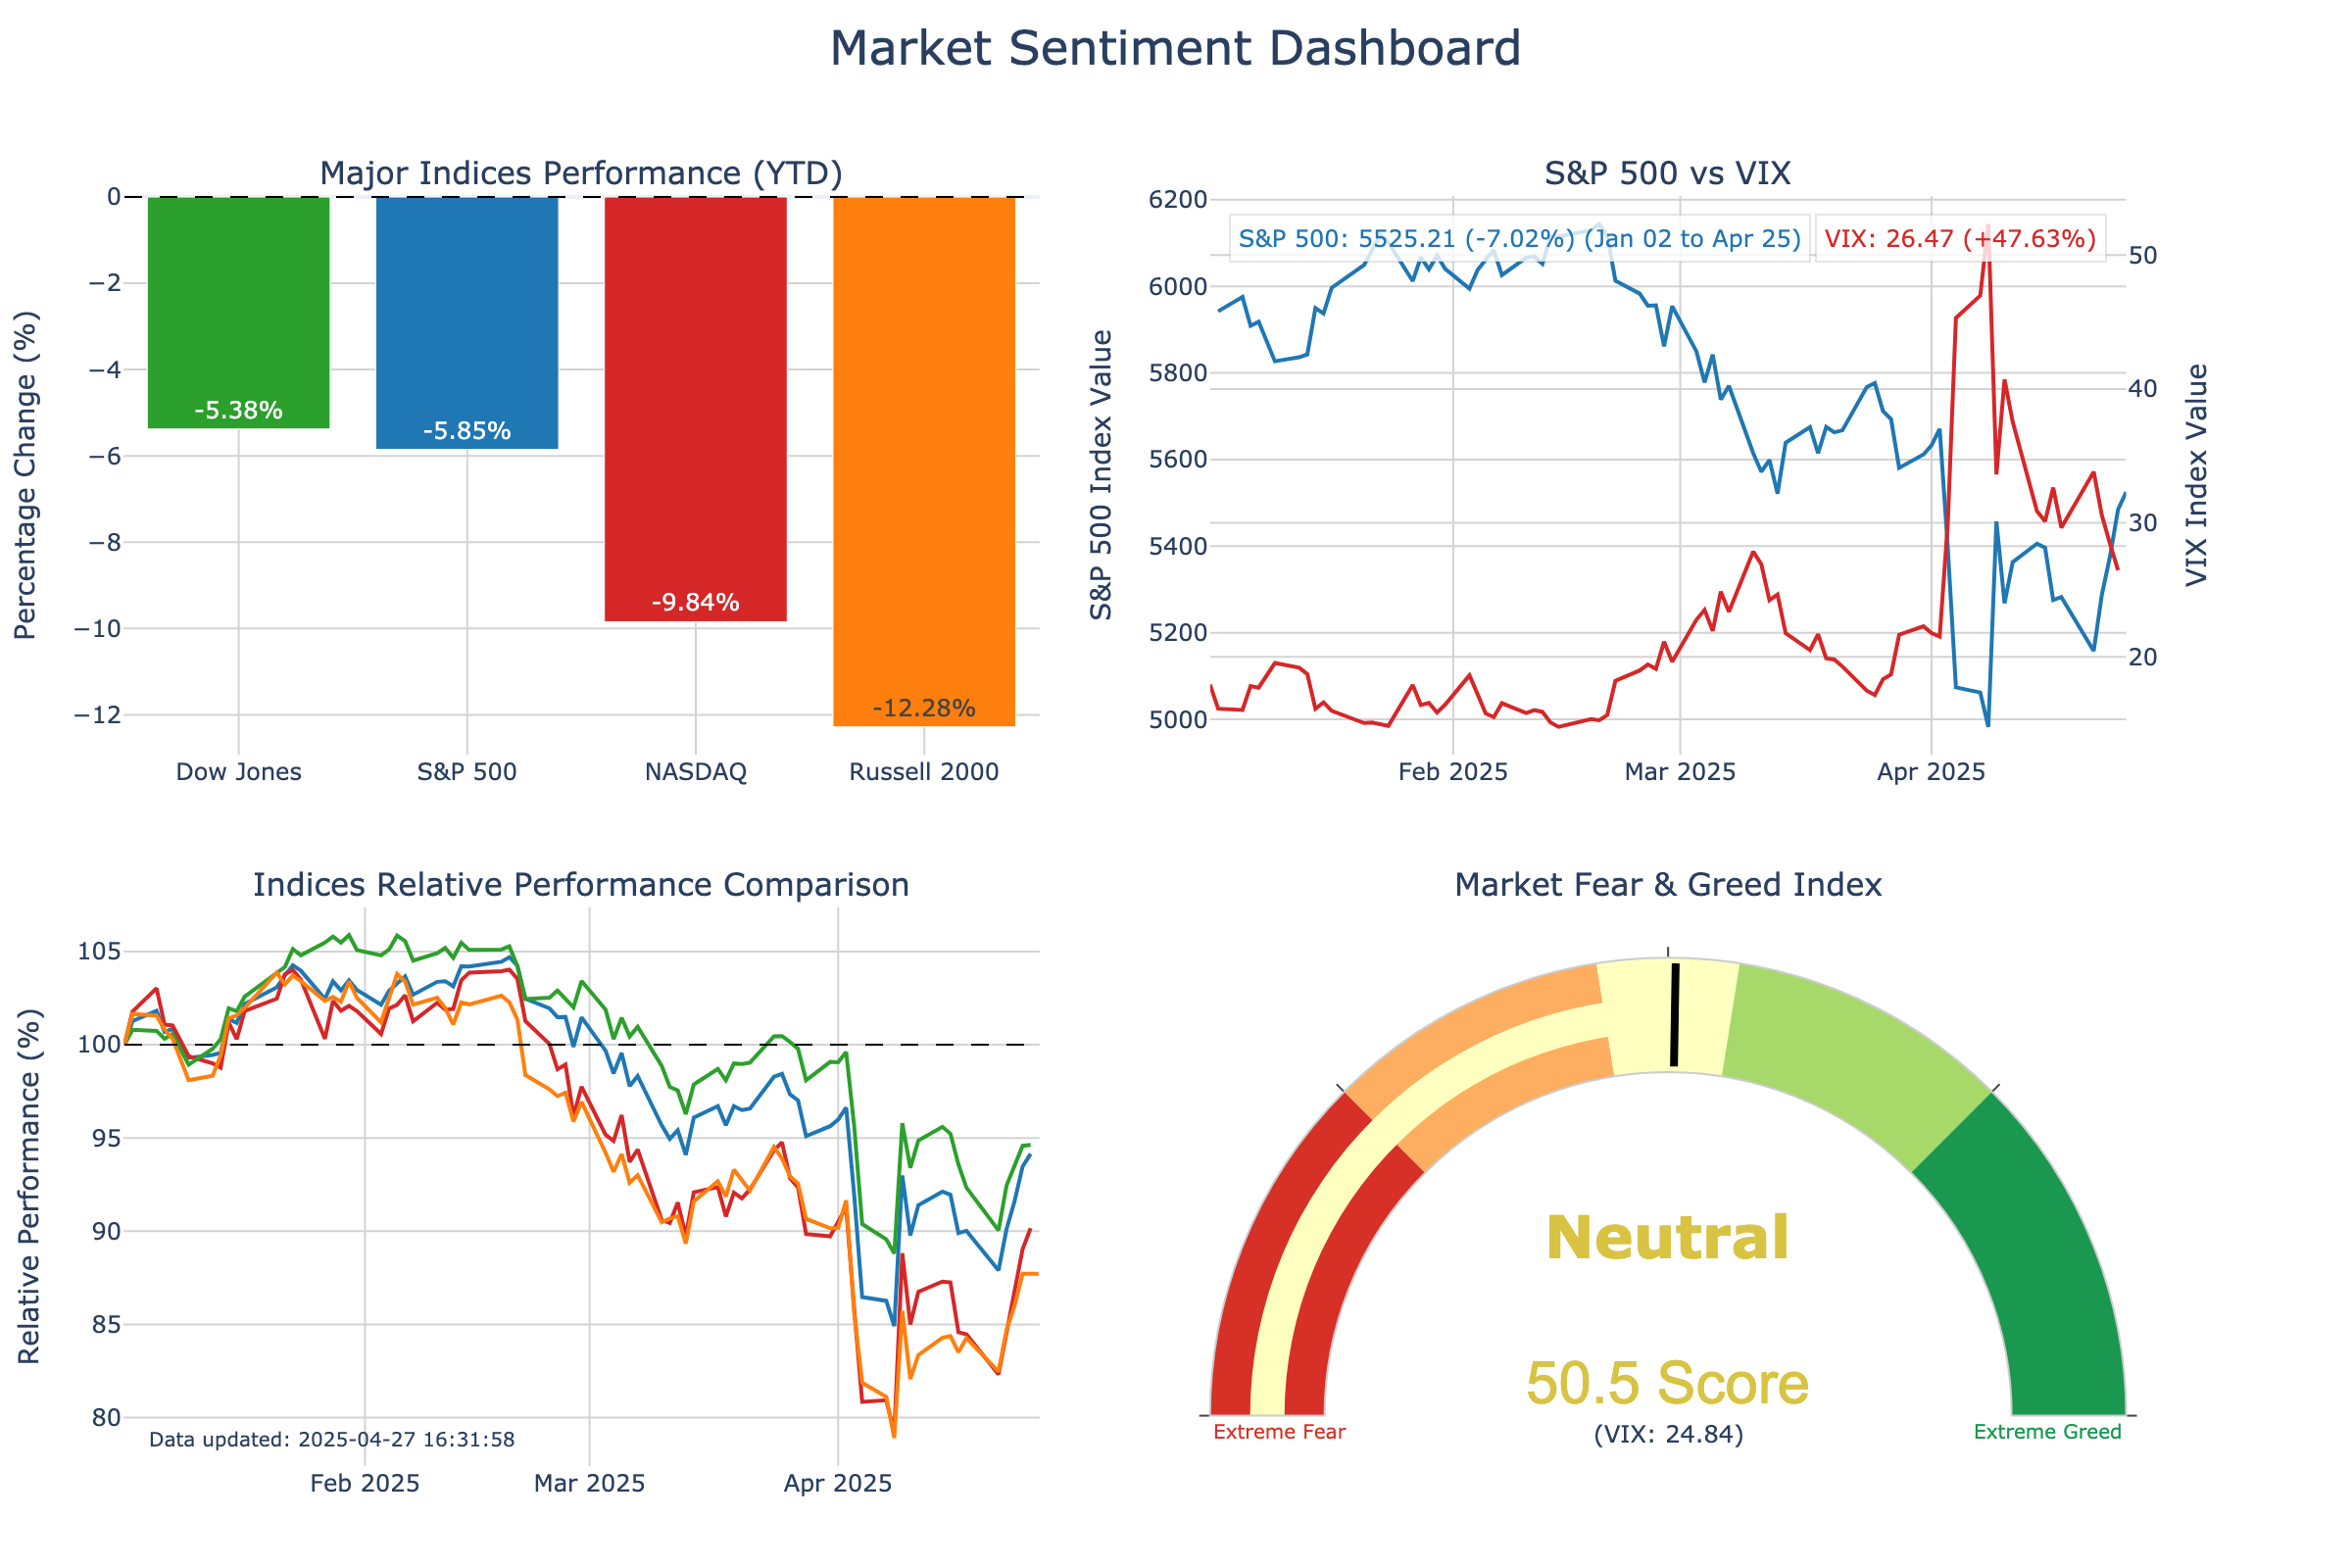 Market Sentiment Dashboard
Major Indices Performance (YTD)
Percentage Change (%)
0
−2
−4
−6
−8
−10
−12
-5.38%
-5.85%
-9.84%
-12.28%
Dow Jones
S&P 500
NASDAQ
Russell 2000
S&P 500 vs VIX
S&P 500 Index Value
6200
6000
5800
5600
5400
5200
5000
S&P 500: 5525.21 (-7.02%) (Jan 02 to Apr 25)
VIX: 26.47 (+47.63%)
50
40
30
20
VIX Index Value
Feb 2025
Mar 2025
Apr 2025
Indices Relative Performance Comparison
Relative Performance (%)
105
100
95
90
85
80
Data updated: 2025-04-27 16:31:58
Feb 2025
Mar 2025
Apr 2025
Market Fear & Greed Index
Neutral
50.5 Score
Extreme Fear
(VIX: 24.84)
Extreme Greed